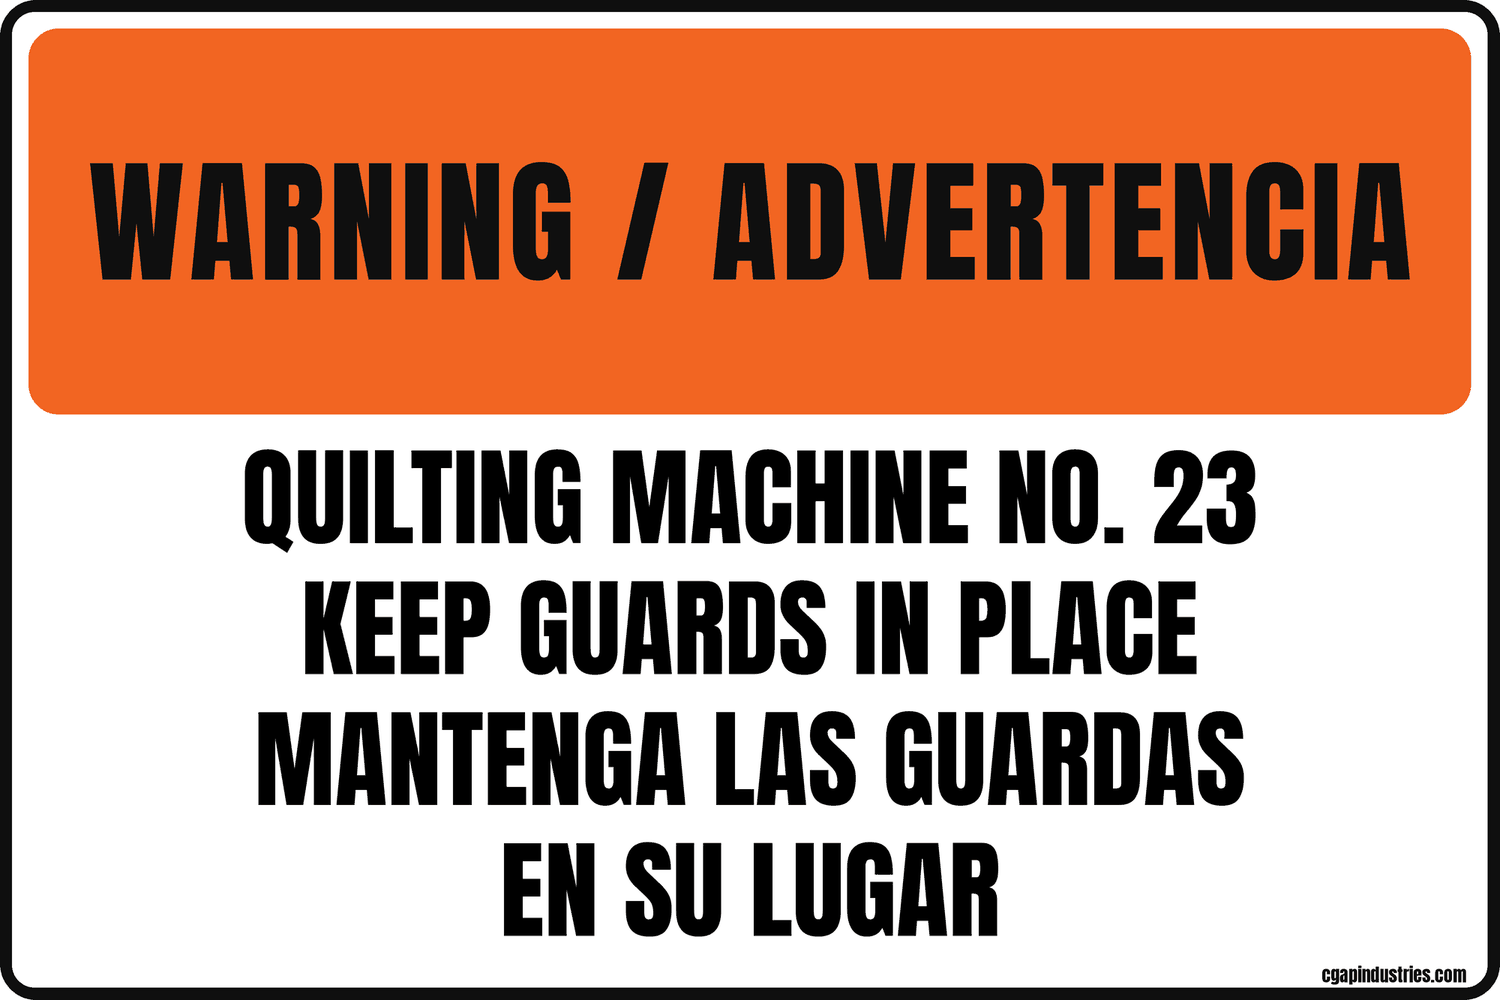 WARNING / ADVERTENCIA
QUILTING MACHINE NO. 23
KEEP GUARDS IN PLACE
MANTENGA LAS GUARDAS
EN SU LUGAR
cgapindustries.com